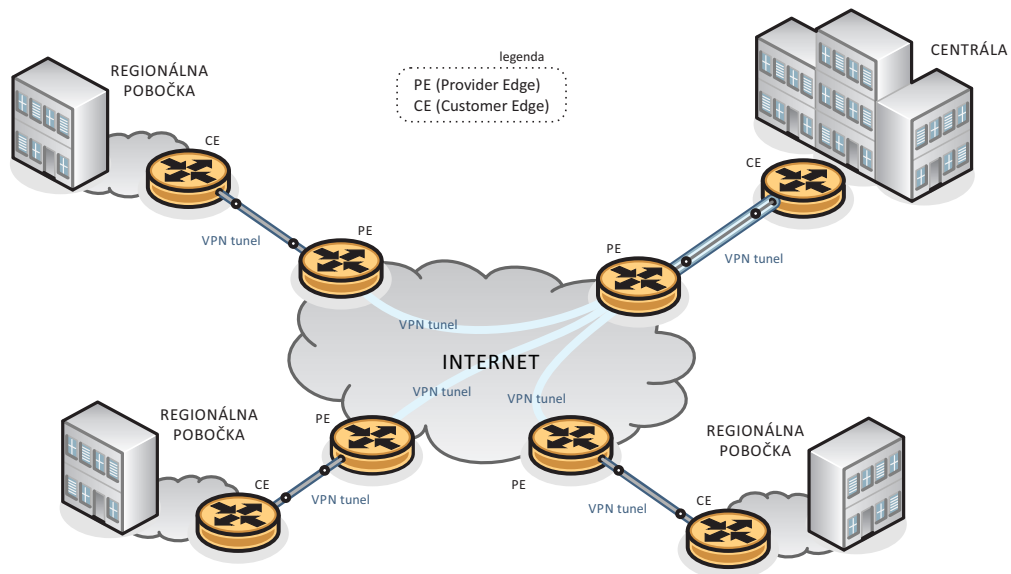 legenda
PE (Provider Edge)
CE (Customer Edge)
REGIONÁLNA
POBOČKA
CENTRÁLA
CE
CE
VPN tunel
PE
PE
VPN tunel
VPN tunel
INTERNET
VPN tunel
VPN tunel
REGIONÁLNA
POBOČKA
PE
REGIONÁLNA
POBOČKA
PE
CE
VPN tunel
VPN tunel
CE